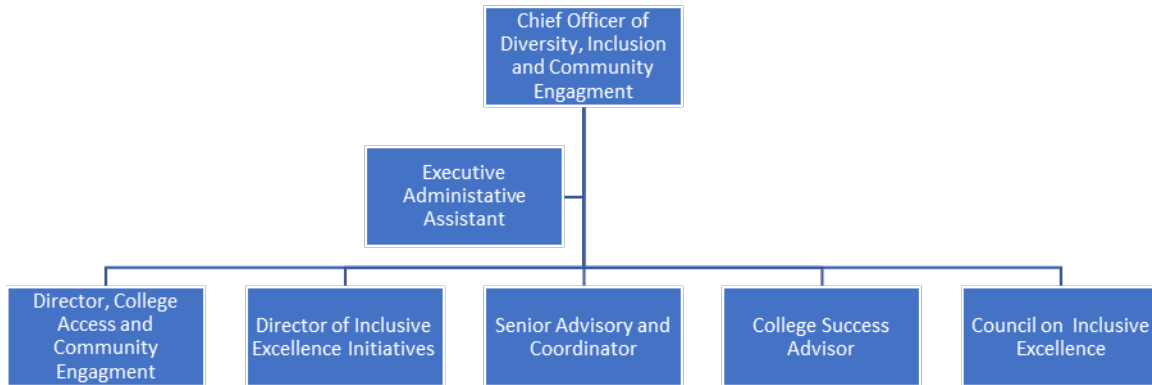 Chief Officer of
Diversity, Inclusion
and Community
Engagment
Executive
Administative
Assistant
Director, College
Access and
Community
Engagment
Director of Inclusive
Excellence Initiatives
Senior Advisory and
Coordinator
College Success
Advisor
Council on Inclusive
Excellence